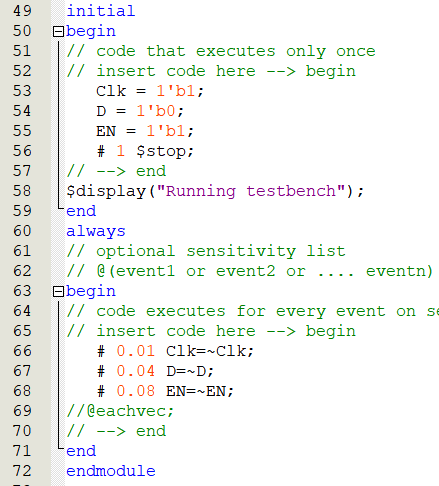 49 initial
50 begin
51 // code that executes only once
52 // insert code here --> begin
53 Clk = 1'b1;
54 D = 1'b0;
55 EN = 1'b1;
56 # 1 $stop;
57 // --> end
58 $display("Running testbench");
59 end
60 always
61 // optional sensitivity list
62 // @(event1 or event2 or .... eventn)
63 begin
64 // code executes for every event on
65 // insert code here --> begin
66 # 0.01 Clk=~Clk;
67 # 0.04 D=~D;
68 # 0.08 EN=~EN;
69 //@eachvec;
70 // --> end
71 end
72 endmodule